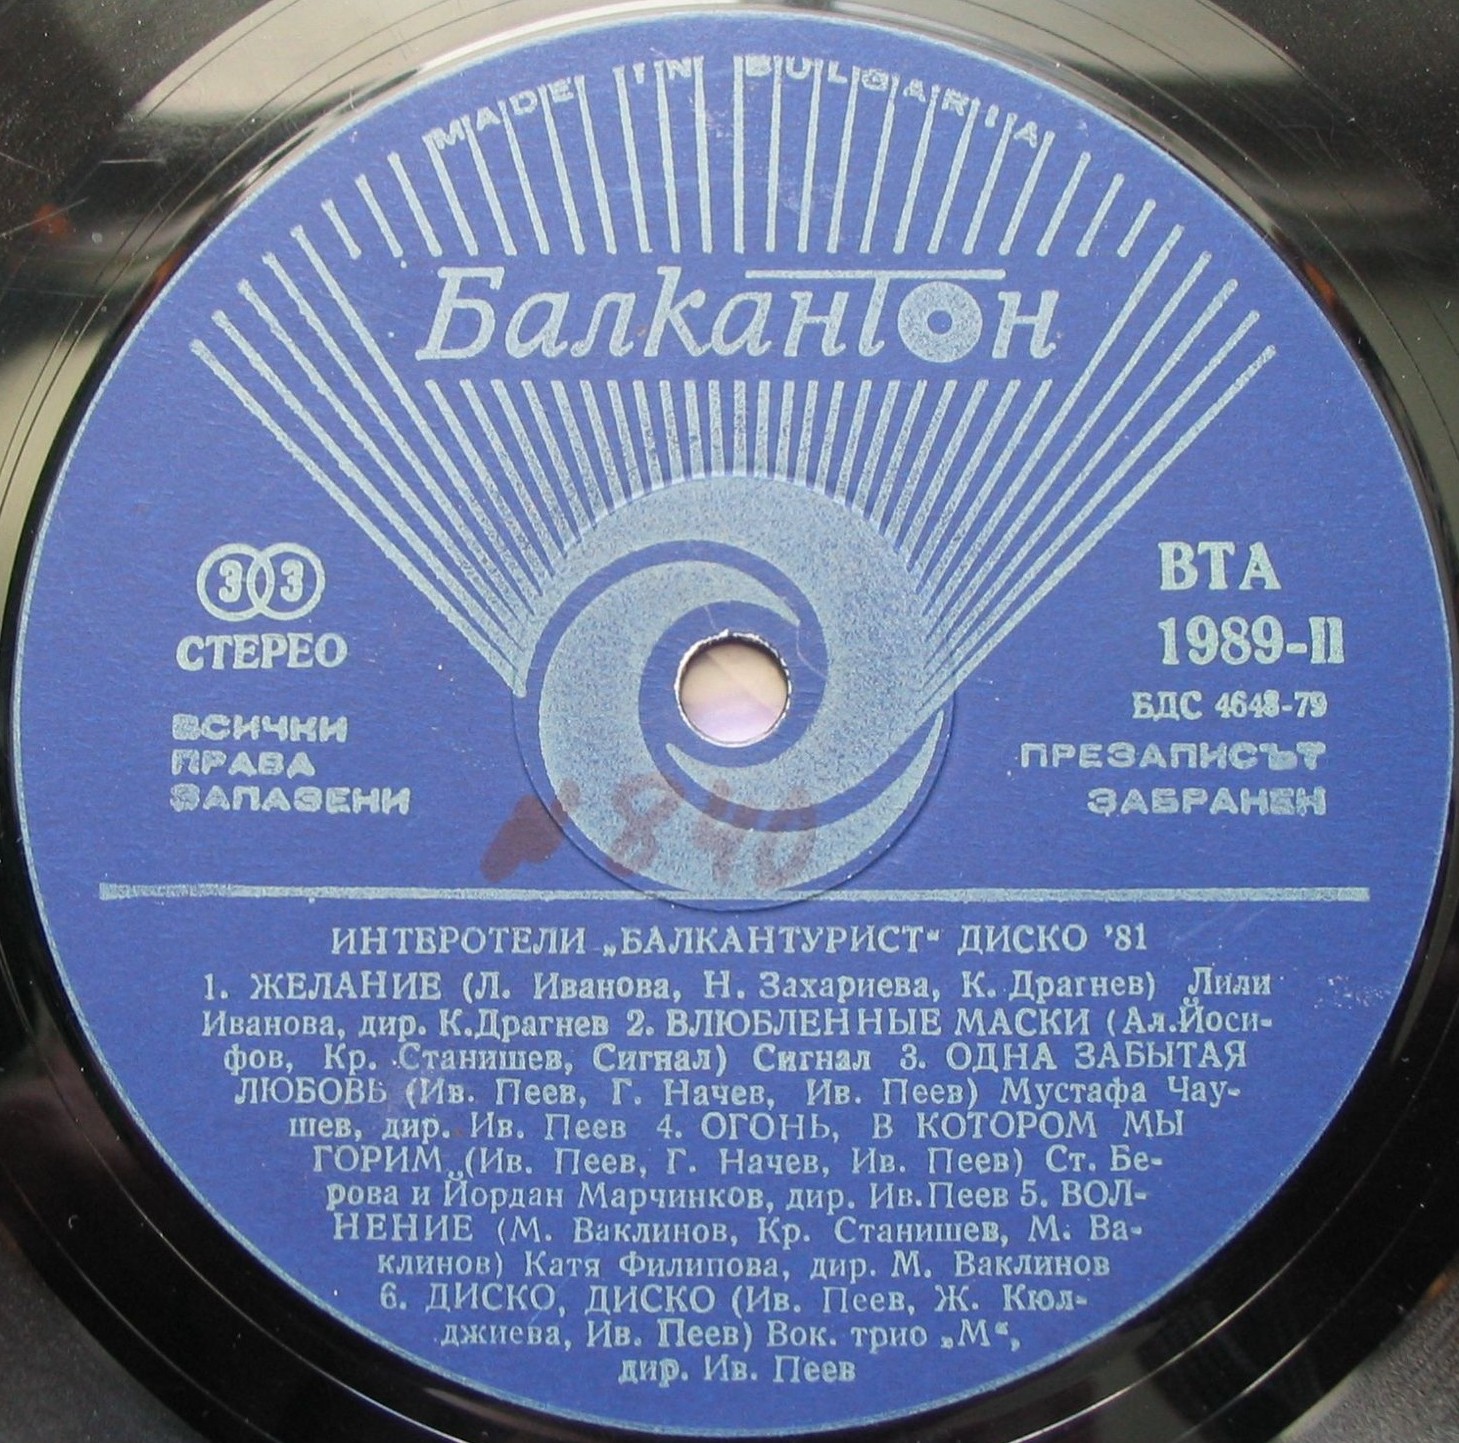 MADE IN BULGARIA
Балкантон
33
СТЕРЕО
ВСИЧКИ
ПРАВА
ЗАПАЗЕНИ
ВТА
1989-II
БДС 4648-79
ПРЕЗАПИСЪТ
ЗАБРАНЕН
840
ИНТЕРОТЕЛИ „БАЛКАНТУРИСТ“ ДИСКО '81
1. ЖЕЛАНИЕ (Л. Иванова, Н. Захариева, К. Драгнев) Лили
Иванова, дир. К.Драгнев 2. ВЛЮБЛЕННЫЕ МАСКИ (Ал.Йоси-
фов, Кр. Станишев, Сигнал) Сигнал 3. ОДНА ЗАБЫТАЯ
ЛЮБОВЬ (Ив. Пеев, Г. Начев, Ив. Пеев) Мустафа Чау-
шев, дир. Ив. Пеев 4. ОГОНЬ, В КОТОРОМ МЫ
ГОРИМ (Ив. Пеев, Г. Начев, Ив. Пеев) Ст. Бе-
рова и Йордан Марчинков, дир. Ив.Пеев 5. ВОЛ-
НЕНИЕ (М. Ваклинов, Кр. Станишев, М. Ва-
клинов) Катя Филипова, дир. М. Ваклинов
6. ДИСКО, ДИСКО (Ив. Пеев, Ж. Кюл-
джиева, Ив. Пеев) Вок. трио „М“,
дир. Ив. Пеев